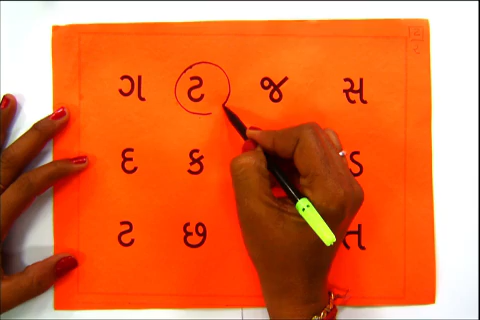 ગ ટ જ સ
દ ક ડ
ટ છ ત